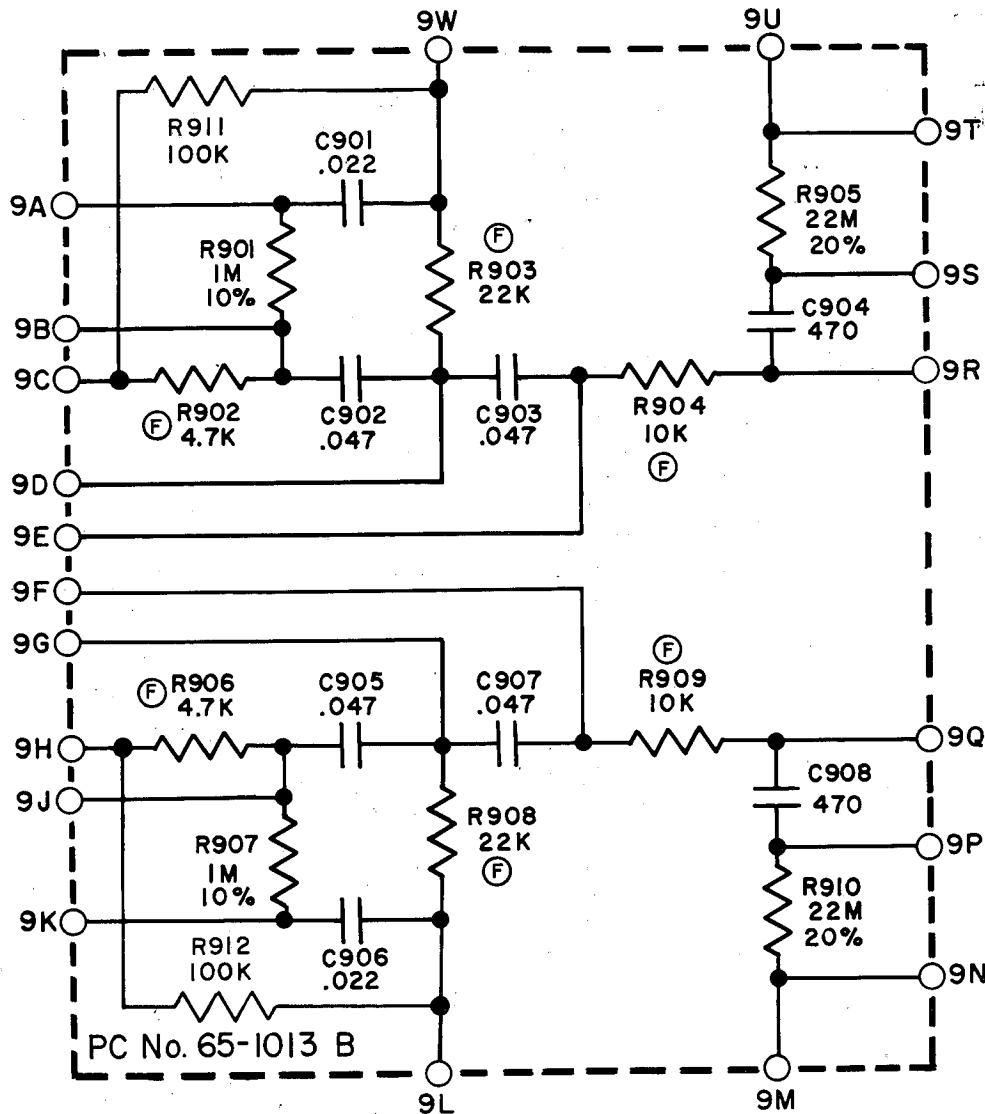 9W
9U
R911
100K
C901
.022
9T
9A
R905
22M
20%
R901
1M
10%
F
R903
22K
9S
9B
C904
470
9C
9R
F R902
4.7K
C902
.047
C903
.047
R904
10K
F
9D
9E
9F
9G
F R906
4.7K
C905
.047
C907
.047
F
R909
10K
9H
9Q
9J
C908
470
R907
1M
10%
R908
22K
F
9P
R910
22M
20%
9K
R912
100K
C906
.022
9N
PC No. 65-1013 B
9L
9M